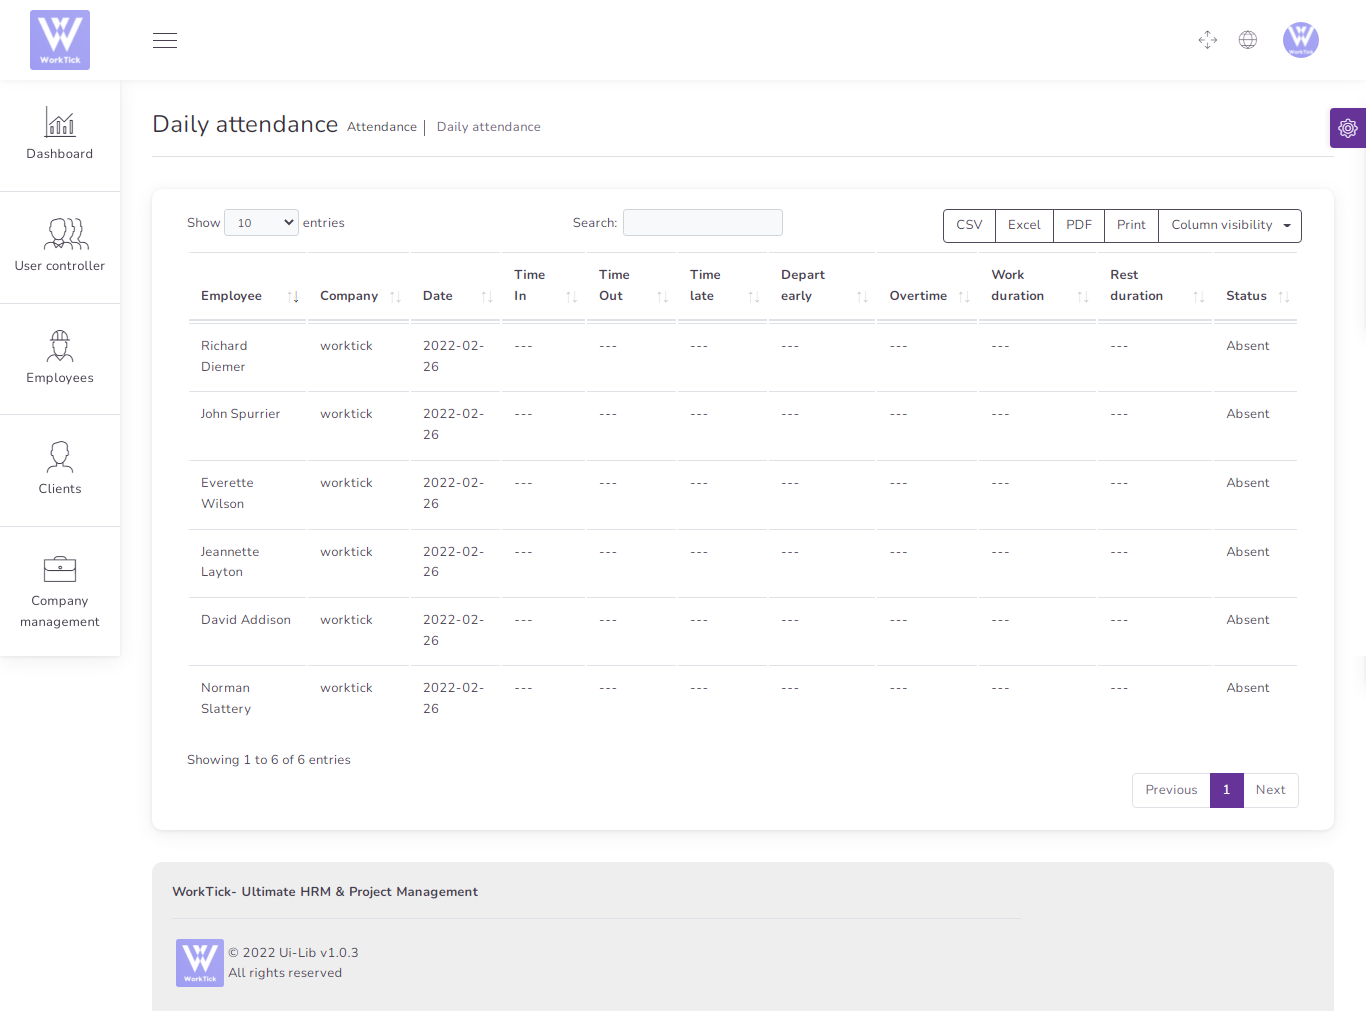 WorkTick
WorkTick
Dashboard
User controller
Employees
Clients
Company
management
Daily attendance Attendance Daily attendance
Show 10 entries Search: CSV Excel PDF Print Column visibility
Employee Company Date Time In Time Out Time late Depart early Overtime Work duration Rest duration Status
Richard Diemer worktick 2022-02-26 --- --- --- --- --- --- --- Absent
John Spurrier worktick 2022-02-26 --- --- --- --- --- --- --- Absent
Everette Wilson worktick 2022-02-26 --- --- --- --- --- --- --- Absent
Jeannette Layton worktick 2022-02-26 --- --- --- --- --- --- --- Absent
David Addison worktick 2022-02-26 --- --- --- --- --- --- --- Absent
Norman Slattery worktick 2022-02-26 --- --- --- --- --- --- --- Absent
Showing 1 to 6 of 6 entries
Previous 1 Next
WorkTick- Ultimate HRM & Project Management
WorkTick
© 2022 Ui-Lib v1.0.3
All rights reserved